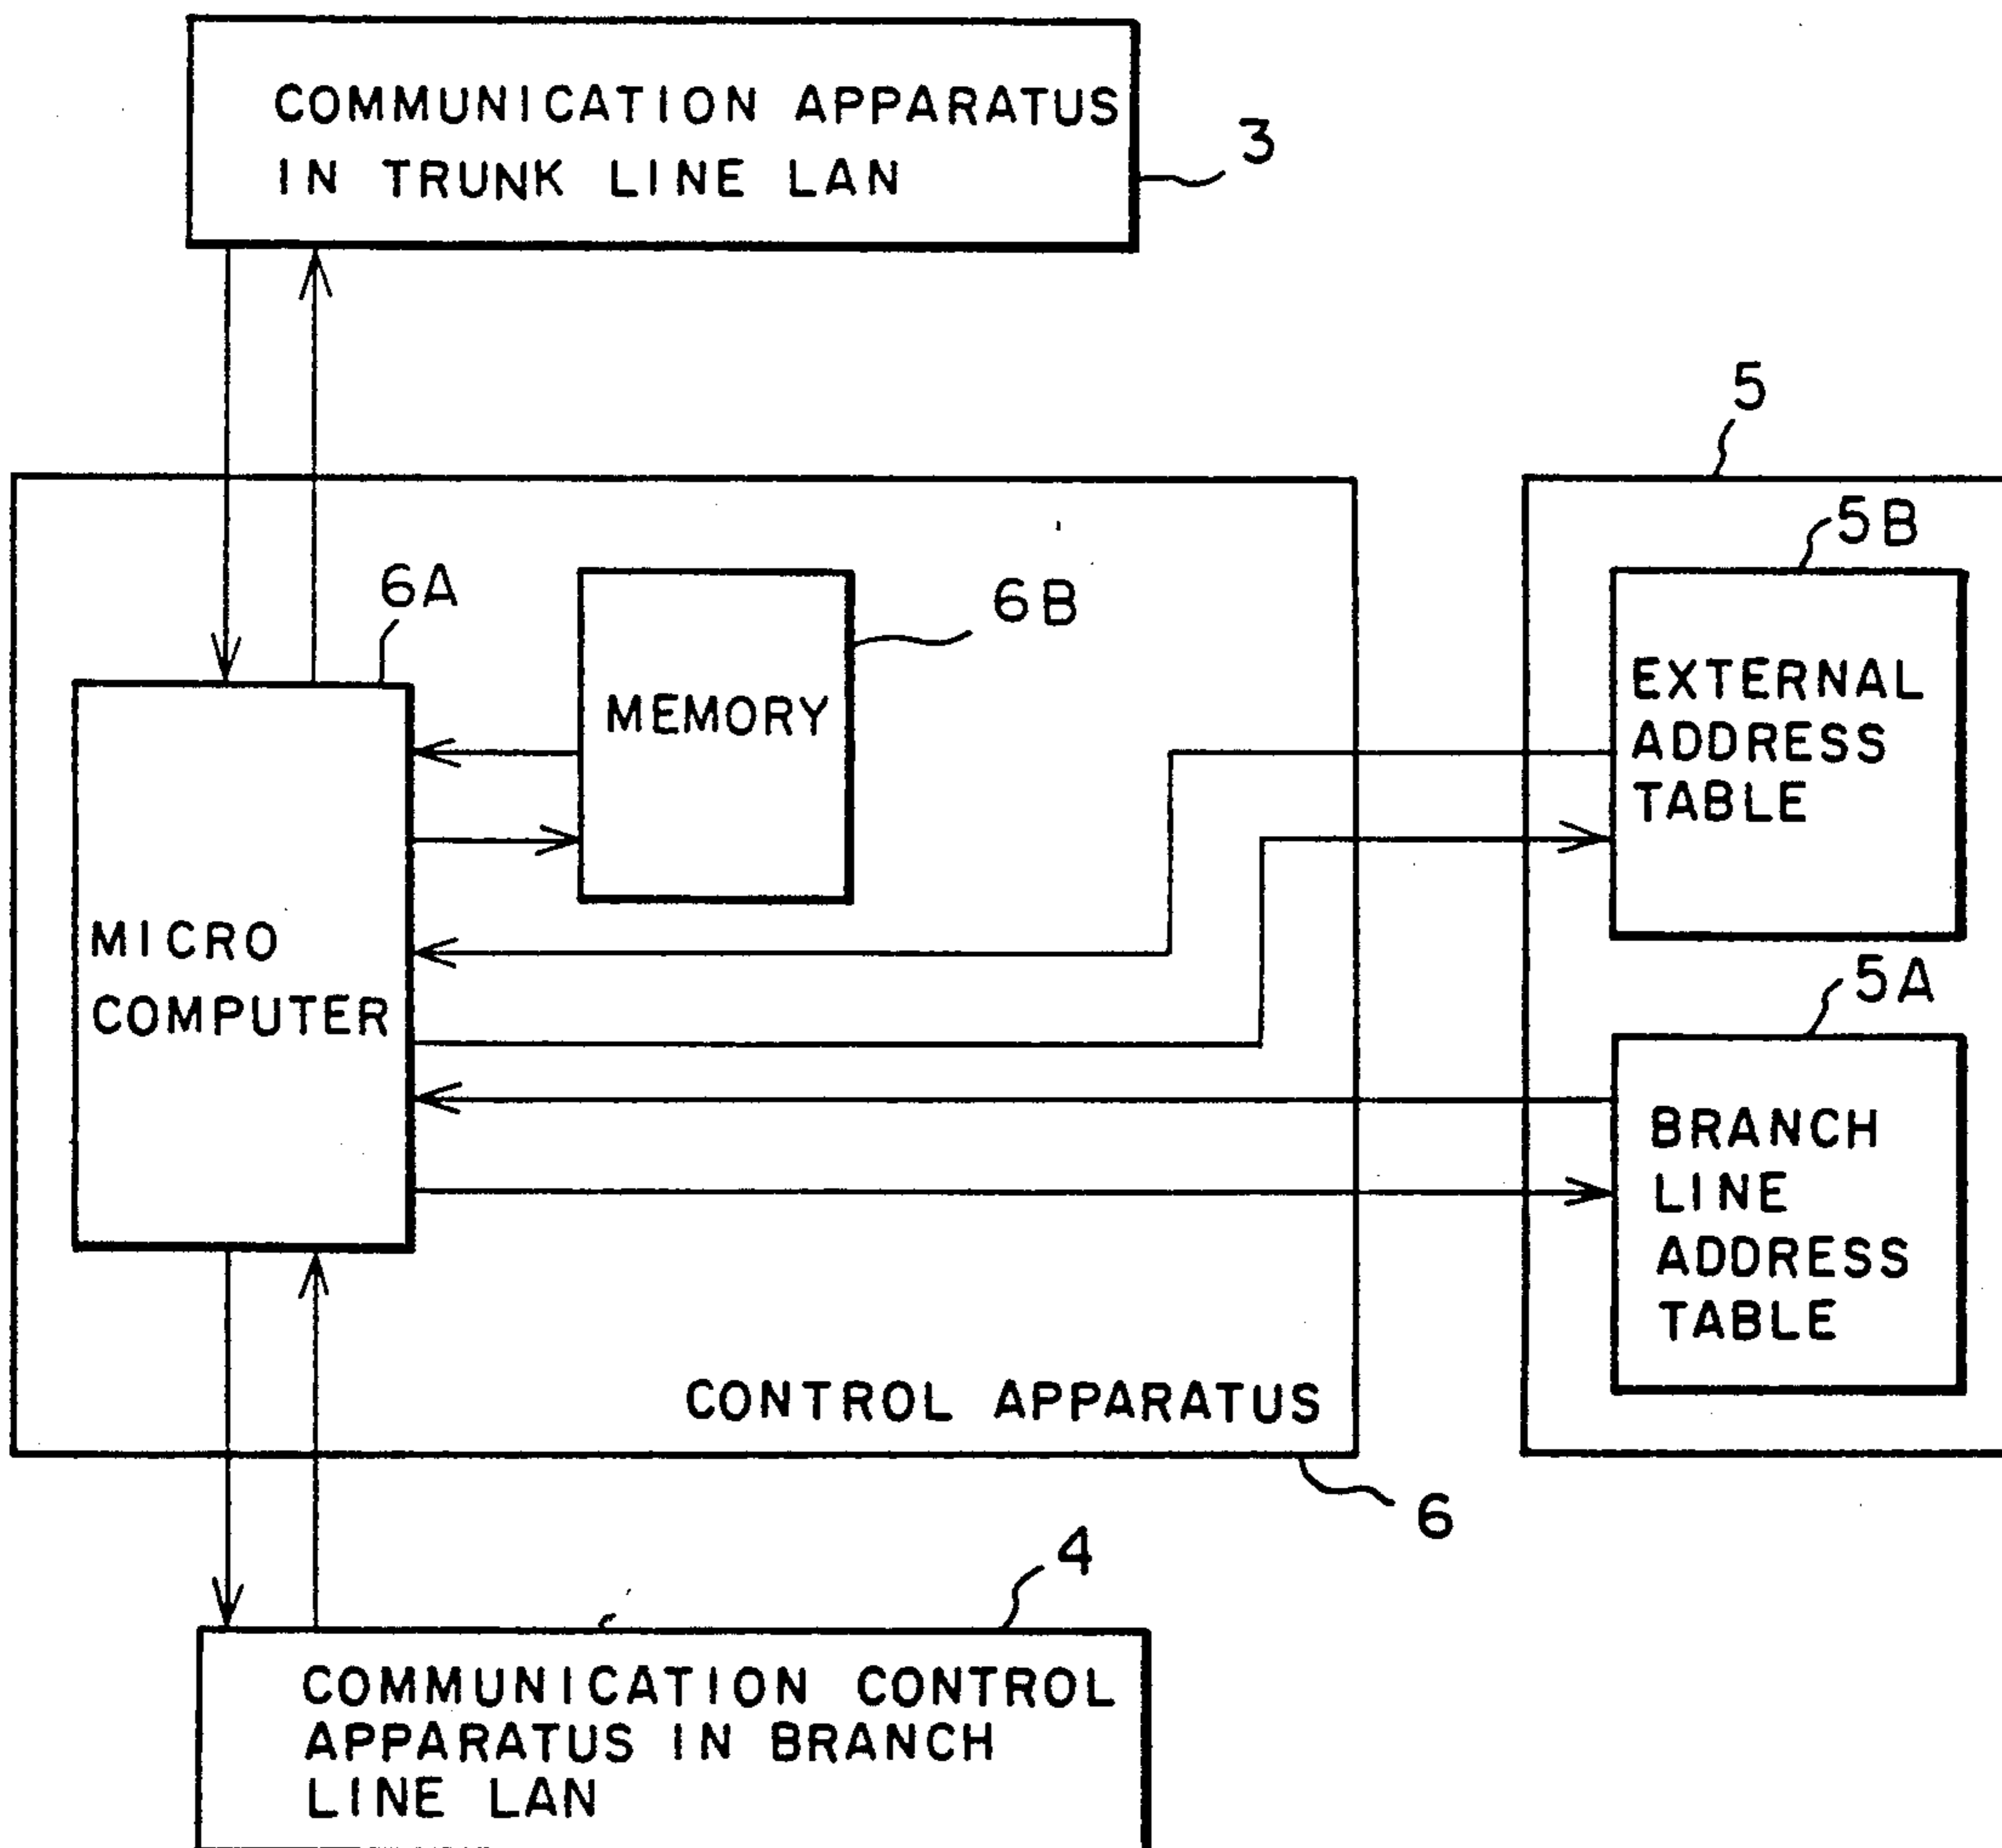 COMMUNICATION APPARATUS
IN TRUNK LINE LAN
3
5
5B
6A
6B
MEMORY
EXTERNAL
ADDRESS
TABLE
MICRO
COMPUTER
5A
BRANCH
LINE
ADDRESS
TABLE
CONTROL APPARATUS
6
4
COMMUNICATION CONTROL
APPARATUS IN BRANCH
LINE LAN